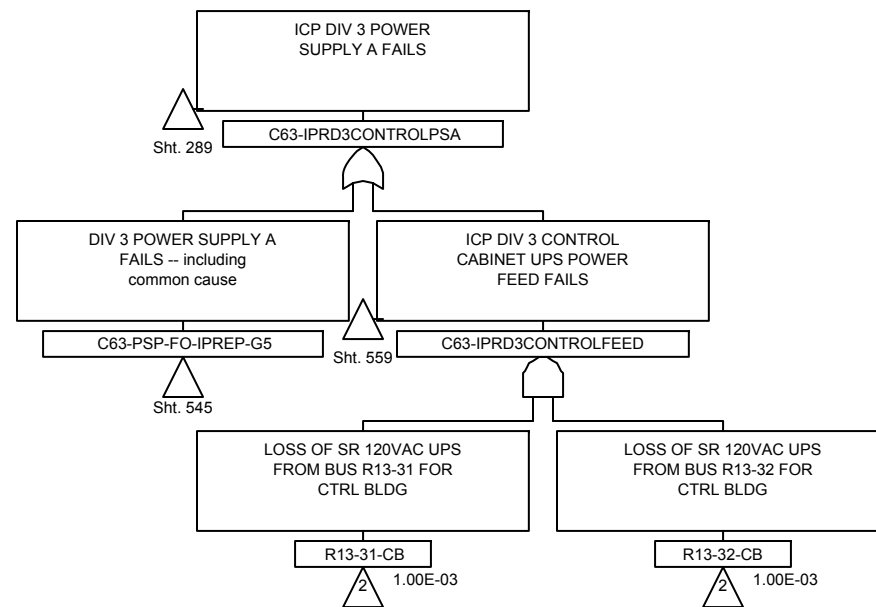 ICP DIV 3 POWER
SUPPLY A FAILS
C63-IPRD3CONTROLPSA
Sht. 289
DIV 3 POWER SUPPLY A
FAILS -- including
common cause
C63-PSP-FO-IPREP-G5
Sht. 545
ICP DIV 3 CONTROL
CABINET UPS POWER
FEED FAILS
C63-IPRD3CONTROLFEED
Sht. 559
LOSS OF SR 120VAC UPS
FROM BUS R13-31 FOR
CTRL BLDG
R13-31-CB
2
1.00E-03
LOSS OF SR 120VAC UPS
FROM BUS R13-32 FOR
CTRL BLDG
R13-32-CB
2
1.00E-03